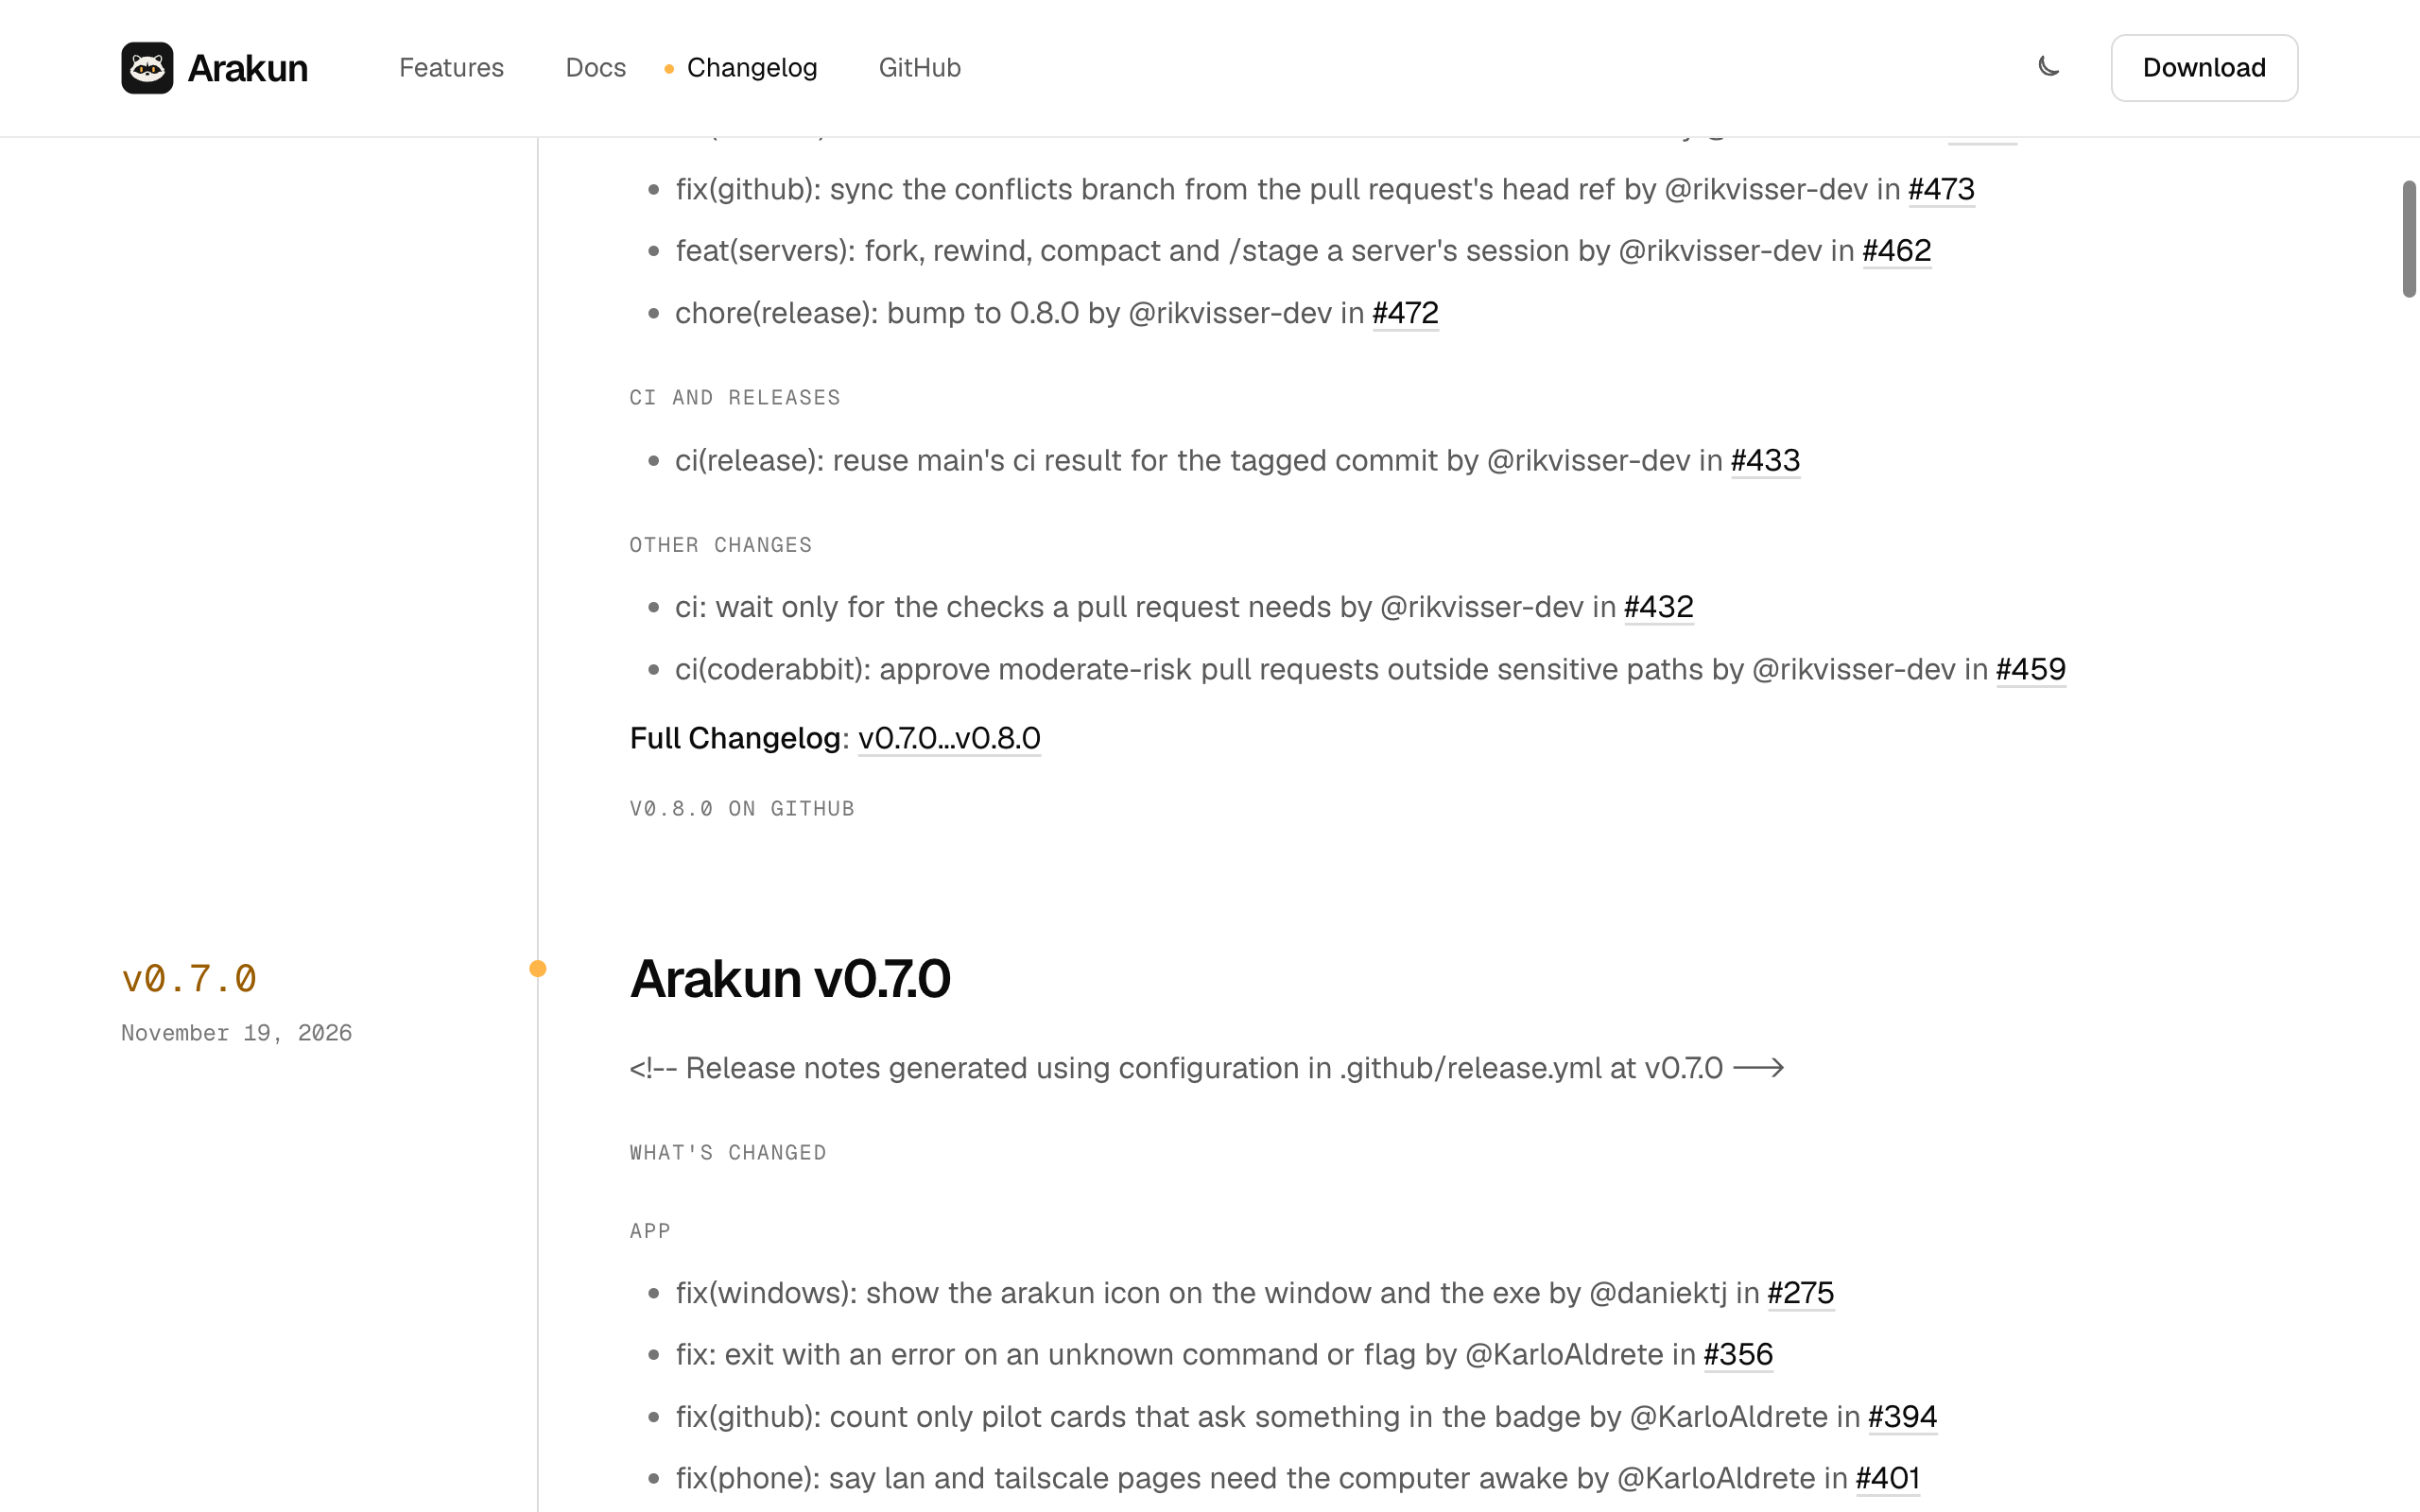 Arakun
Features
Docs
Changelog
GitHub
Download
fix(github): sync the conflicts branch from the pull request's head ref by @rikvisser-dev in #473
feat(servers): fork, rewind, compact and /stage a server's session by @rikvisser-dev in #462
chore(release): bump to 0.8.0 by @rikvisser-dev in #472
CI AND RELEASES
ci(release): reuse main's ci result for the tagged commit by @rikvisser-dev in #433
OTHER CHANGES
ci: wait only for the checks a pull request needs by @rikvisser-dev in #432
ci(coderabbit): approve moderate-risk pull requests outside sensitive paths by @rikvisser-dev in #459
Full Changelog: v0.7.0...v0.8.0
V0.8.0 ON GITHUB
v0.7.0
November 19, 2026
Arakun v0.7.0
<!-- Release notes generated using configuration in .github/release.yml at v0.7.0 -->
WHAT'S CHANGED
APP
fix(windows): show the arakun icon on the window and the exe by @daniektj in #275
fix: exit with an error on an unknown command or flag by @KarloAldrete in #356
fix(github): count only pilot cards that ask something in the badge by @KarloAldrete in #394
fix(phone): say lan and tailscale pages need the computer awake by @KarloAldrete in #401